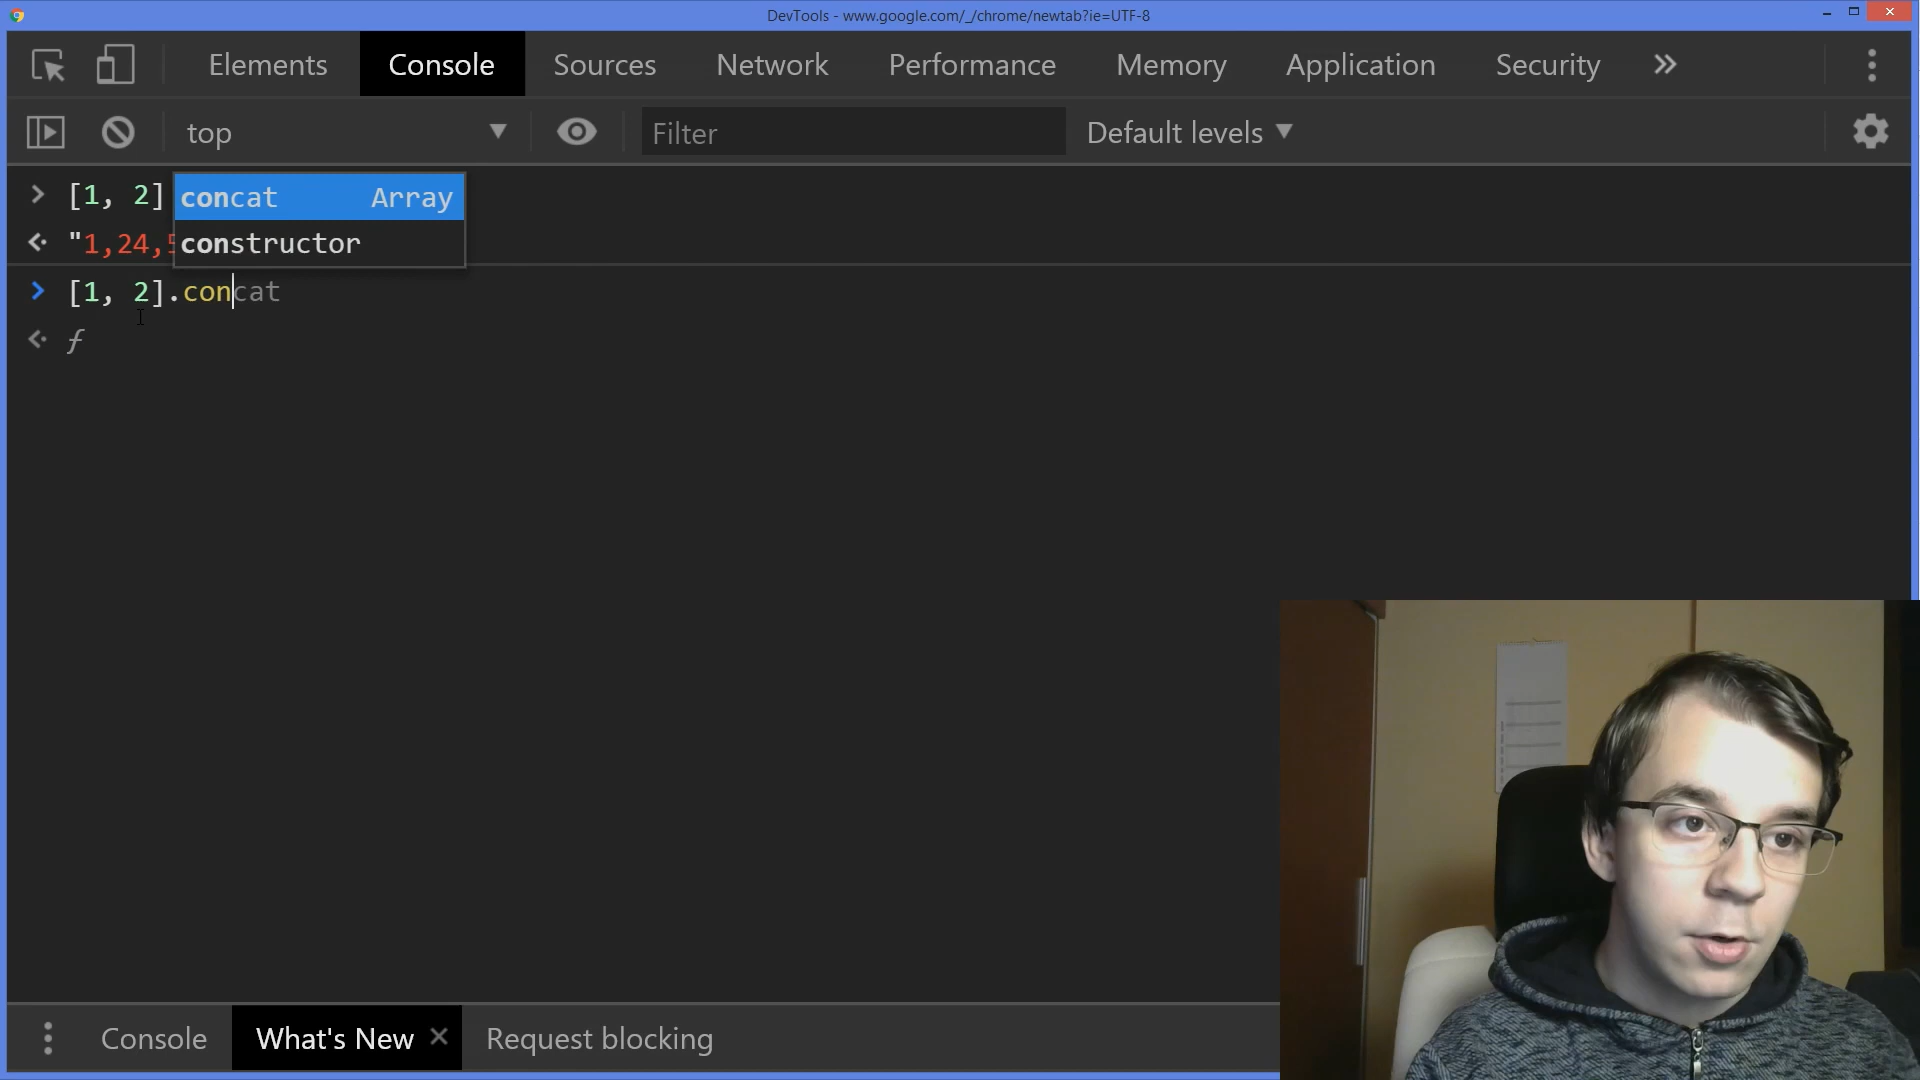 DevTools - www.google.com/_/chrome/newtab?ie=UTF-8
Elements Console Sources Network Performance Memory Application Security »
top Filter Default levels
> [1, 2]
concat Array
"1,24,5
constructor
> [1, 2].concat
ƒ
Console What's New × Request blocking